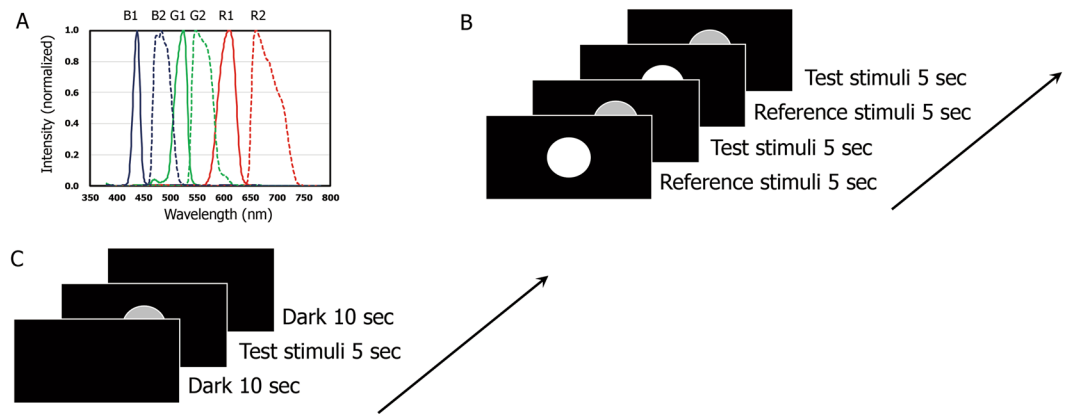 A
B1 B2 G1 G2 R1 R2
Intensity (normalized)
1.0
0.8
0.6
0.4
0.2
0.0
350 400 450 500 550 600 650 700 750 800
Wavelength (nm)
B
Test stimuli 5 sec
Reference stimuli 5 sec
Test stimuli 5 sec
Reference stimuli 5 sec
C
Dark 10 sec
Test stimuli 5 sec
Dark 10 sec